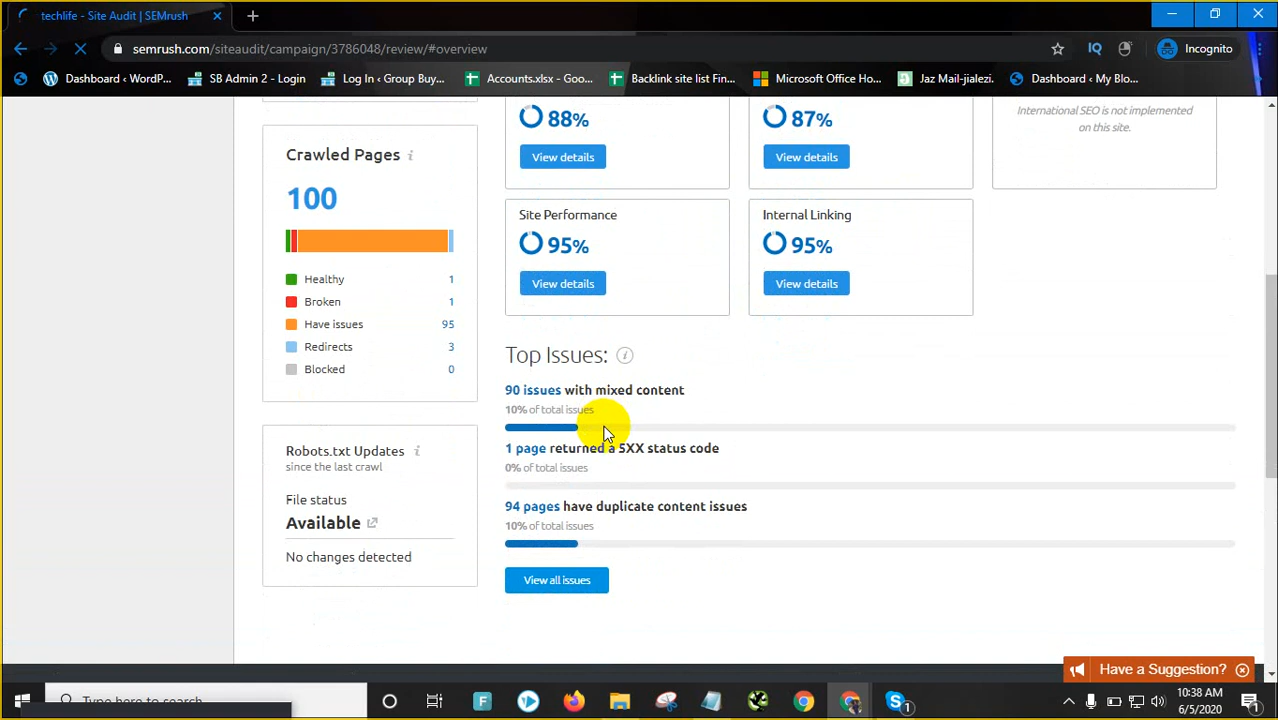 techlife - Site Audit | SEMrush
semrush.com/siteaudit/campaign/3786048/review/#overview
Incognito
Dashboard ‹ WordP...
SB Admin 2 - Login
Log In ‹ Group Buy...
Accounts.xlsx - Goo...
Backlink site list Fin...
Microsoft Office Ho...
Jaz Mail-jialezi.
Dashboard ‹ My Blo...
88%
View details
87%
View details
International SEO is not implemented
on this site.
Crawled Pages
100
Healthy 1
Broken 1
Have issues 95
Redirects 3
Blocked 0
Site Performance
95%
View details
Internal Linking
95%
View details
Top Issues:
90 issues with mixed content
10% of total issues
1 page returned a 5XX status code
0% of total issues
94 pages have duplicate content issues
10% of total issues
View all issues
Robots.txt Updates
since the last crawl
File status
Available
No changes detected
Have a Suggestion?
Type here to search
10:38 AM
6/5/2020